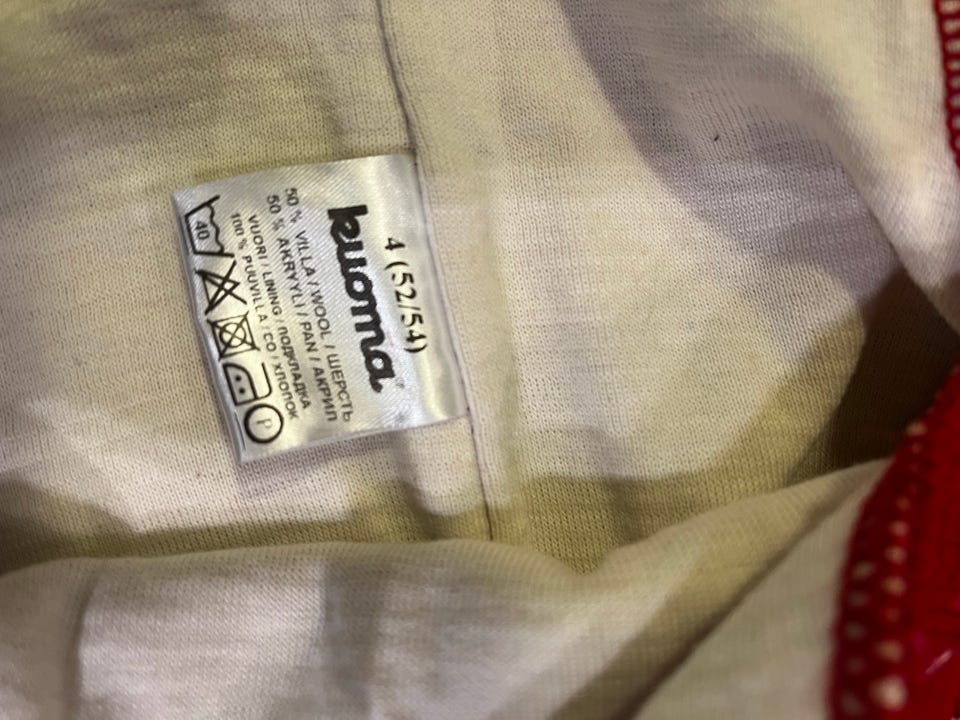 4 (52/54)
kuoma
50 % VILLA / WOOL / ШЕРСТЬ
50 % AKRYYLI / PAN / АКРИЛ
VUORI / LINING / ПОДКЛАДКА
100 % PUUVILLA / CO / ХЛОПОК
40
P